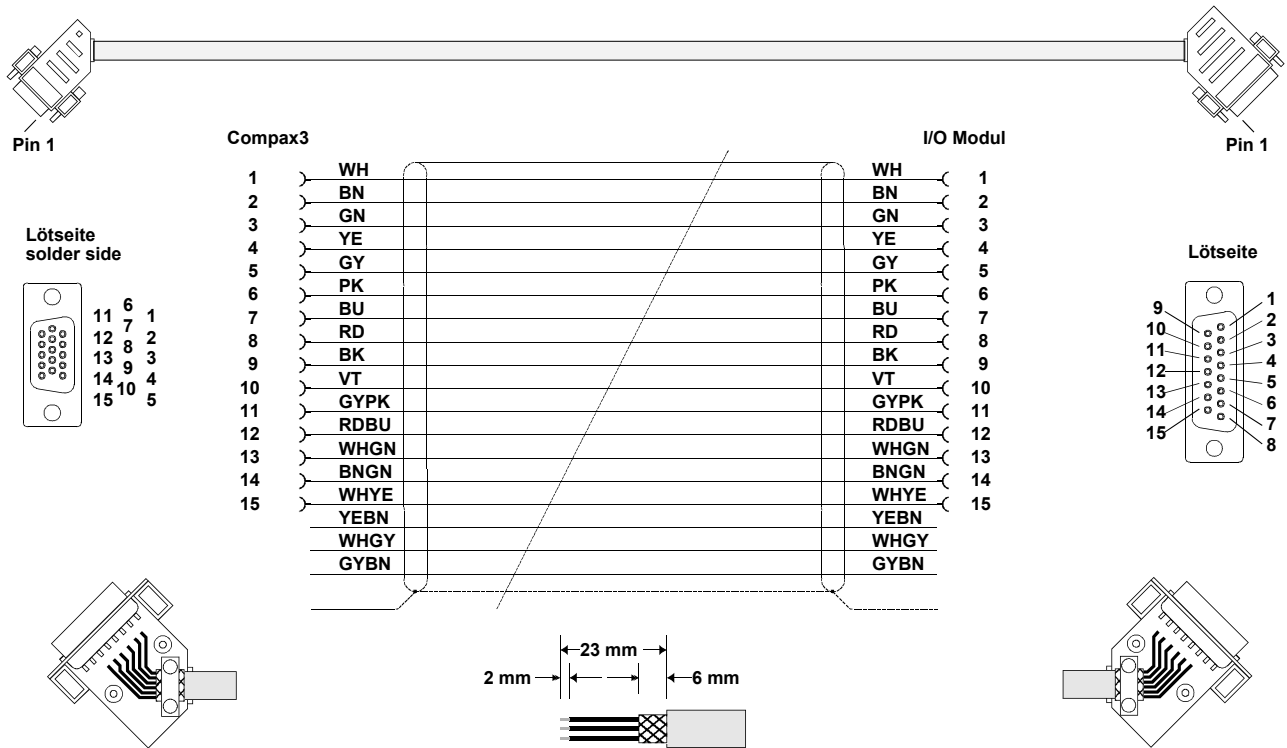 Pin 1
Pin 1
Compax3
I/O Modul
1 WH WH 1
2 BN BN 2
3 GN GN 3
4 YE YE 4
5 GY GY 5
6 PK PK 6
7 BU BU 7
8 RD RD 8
9 BK BK 9
10 VT VT 10
11 GYPK GYPK 11
12 RDBU RDBU 12
13 WHGN WHGN 13
14 BNGN BNGN 14
15 WHYE WHYE 15
YEBN YEBN
WHGY WHGY
GYBN GYBN
Lötseite
solder side
6
11 1
7
12 2
8
13 3
9
14 4
10
15 5
Lötseite
1
9
2
10
3
11
4
12
5
13
6
14
7
15
8
23 mm
2 mm 6 mm